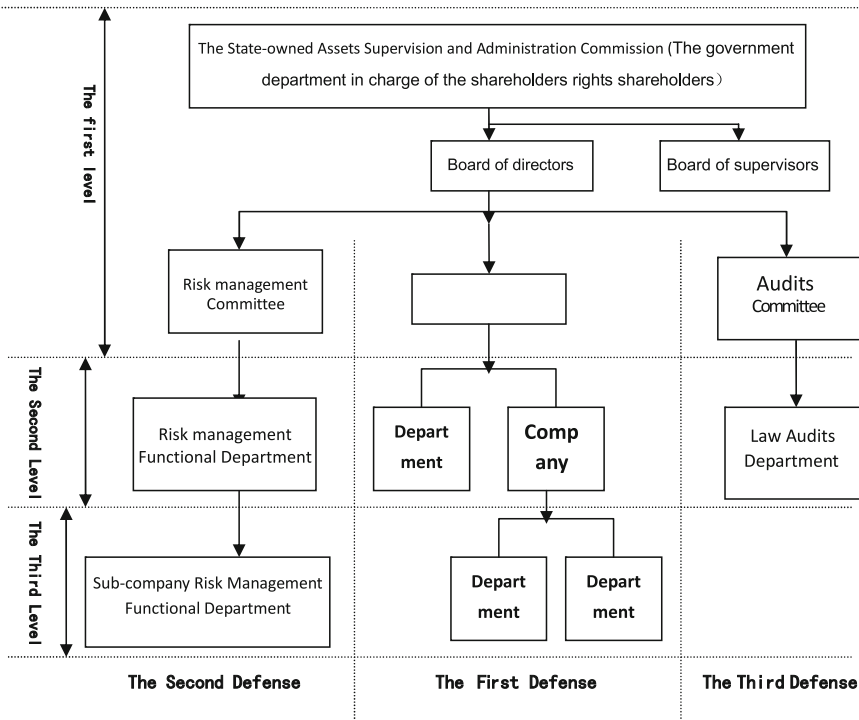 The State-owned Assets Supervision and Administration Commission (The government
department in charge of the shareholders rights shareholders）
The first level
Board of directors
Board of supervisors
Risk management
Committee
Audits
Committee
The Second Level
Risk management
Functional Department
Depart
ment
Comp
any
Law Audits
Department
The Third Level
Sub-company Risk Management
Functional Department
Depart
ment
Depart
ment
The Second Defense
The First Defense
The Third Defense